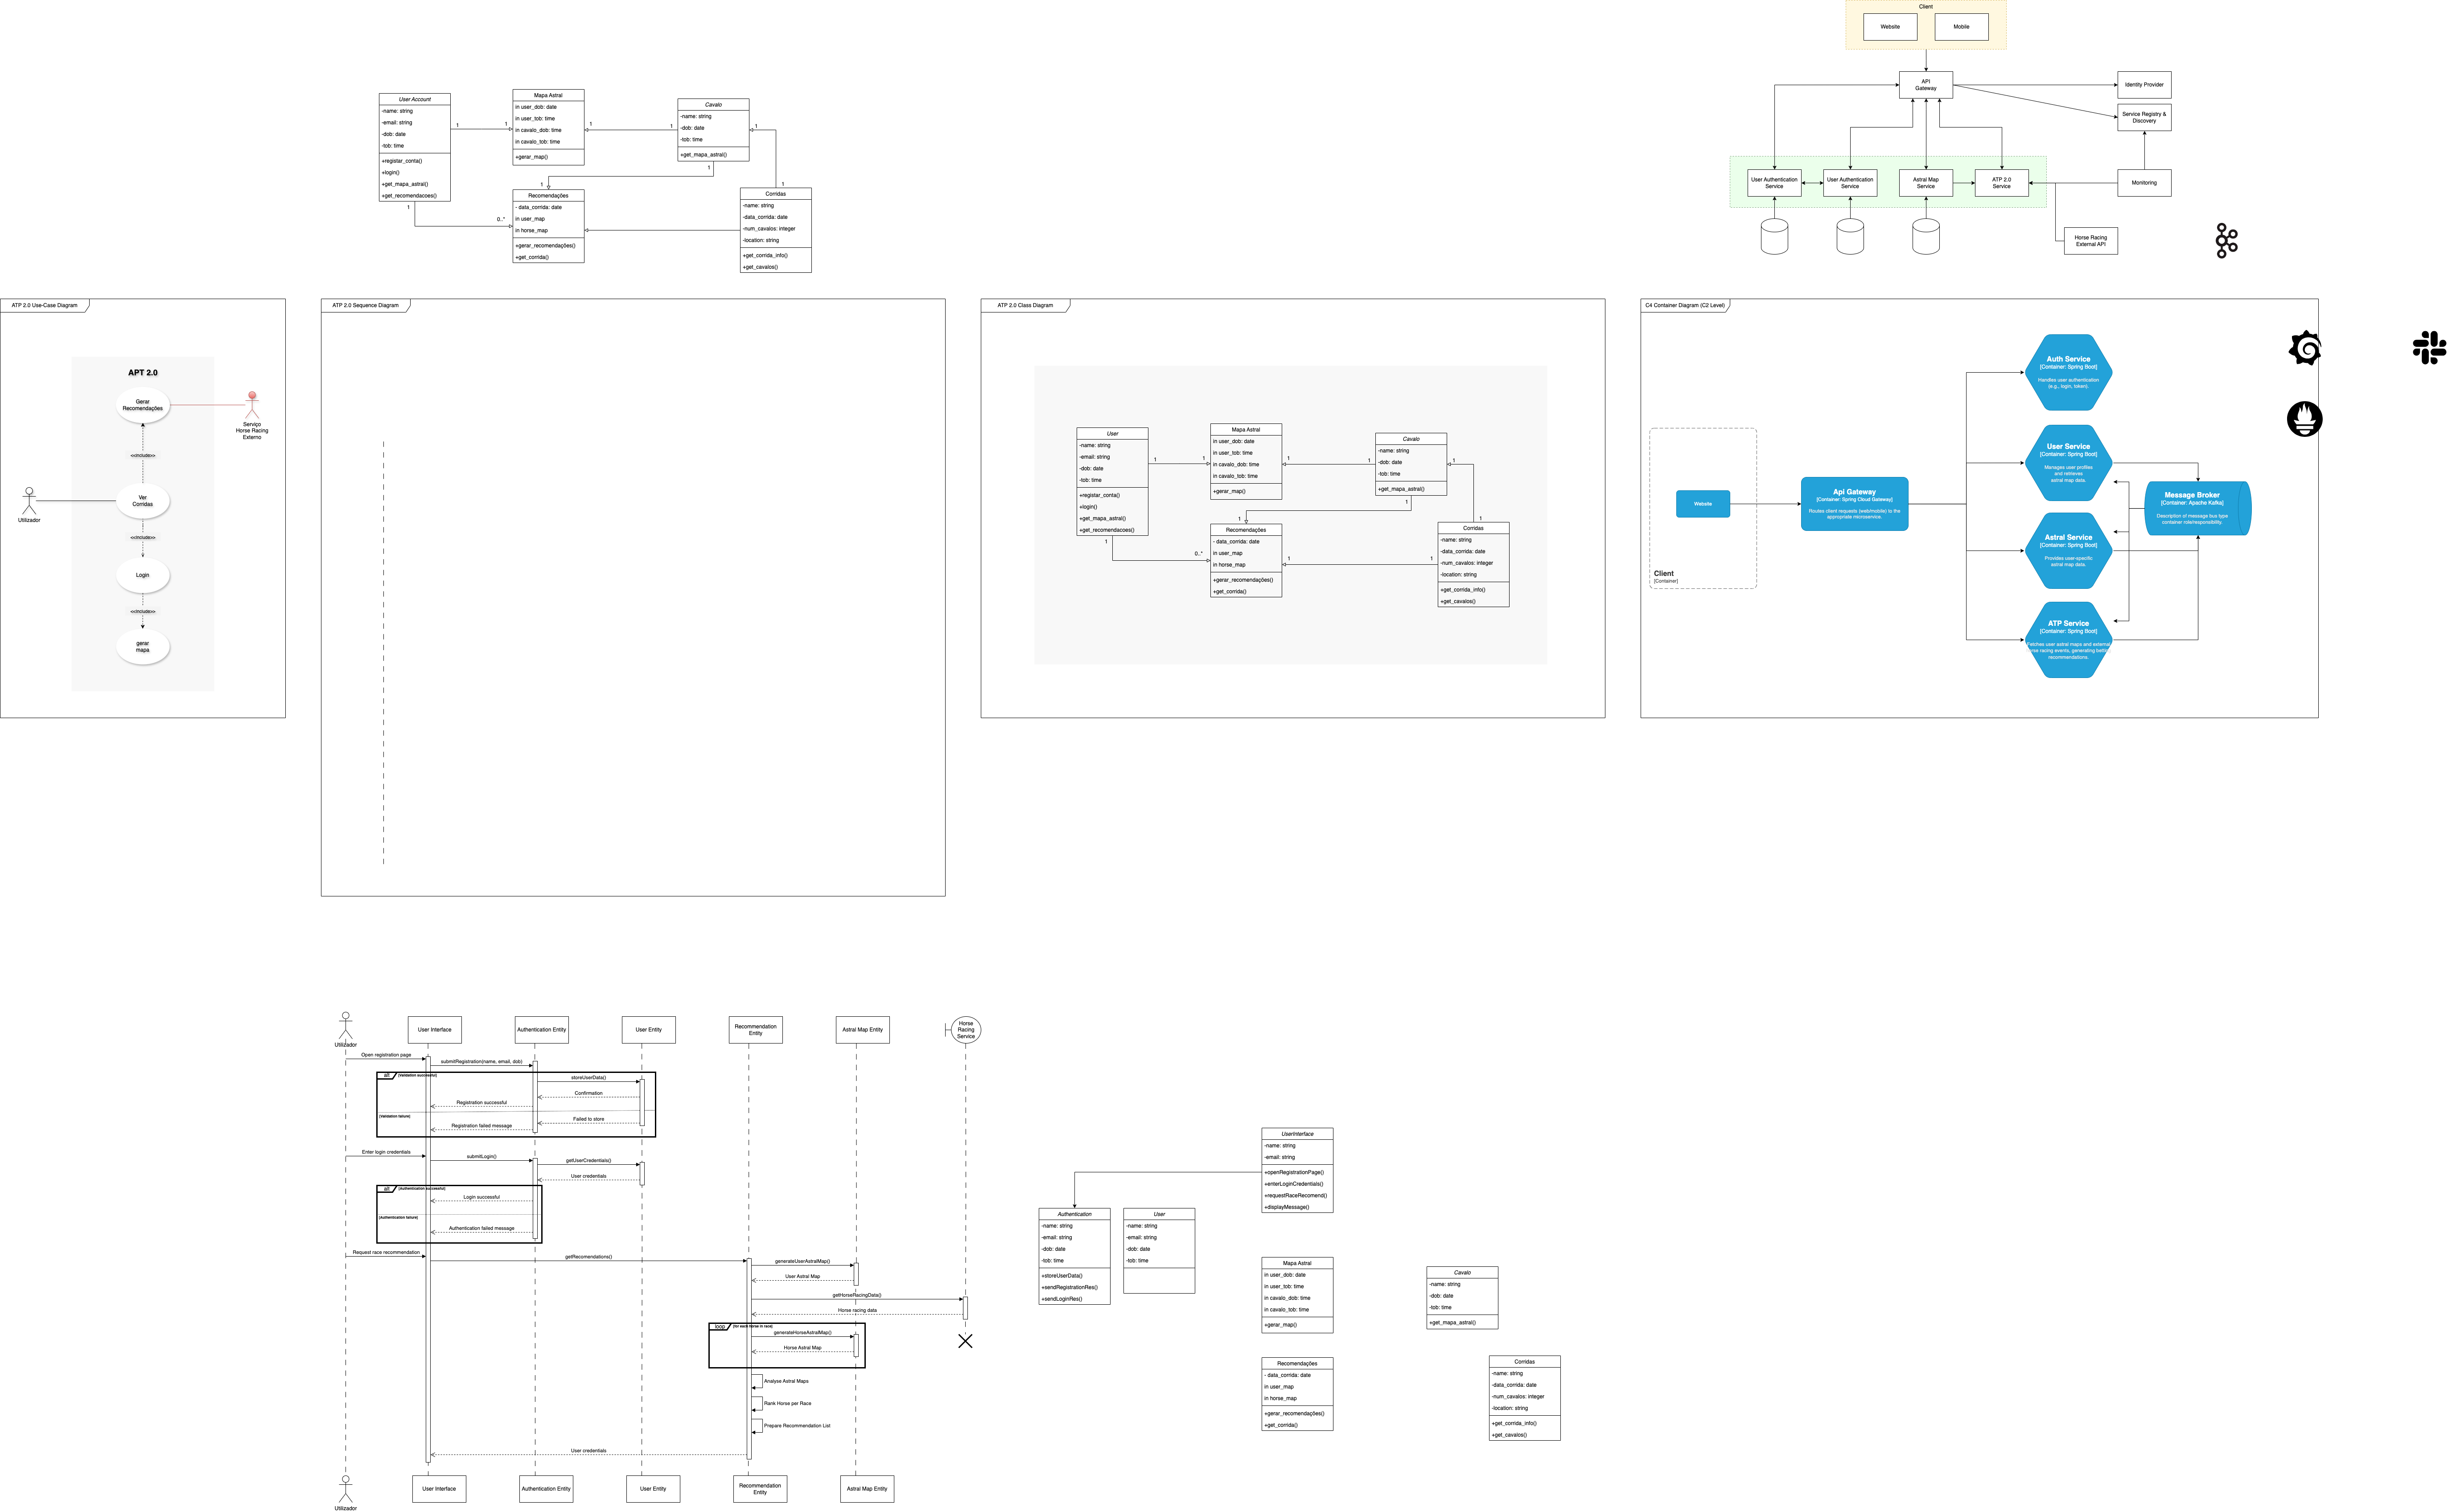 Client
Website
Mobile
API
Gateway
Identity Provider
Service Registry &
Discovery
User Authentication
Service
User Authentication
Service
Astral Map
Service
ATP 2.0
Service
Monitoring
Horse Racing
External API
User Account
-name: string
-email: string
-dob: date
-tob: time
+registar_conta()
+login()
+get_mapa_astral()
+get_recomendacoes()
Mapa Astral
in user_dob: date
in user_tob: time
in cavalo_dob: time
in cavalo_tob: time
+gerar_map()
Cavalo
-name: string
-dob: date
-tob: time
+get_mapa_astral()
Recomendações
- data_corrida: date
in user_map
in horse_map
+gerar_recomendações()
+get_corrida()
Corridas
-name: string
-data_corrida: date
-num_cavalos: integer
-location: string
+get_corrida_info()
+get_cavalos()
1
1
1
1
1
1
1
1
1
0..*
ATP 2.0 Use-Case Diagram
APT 2.0
Gerar
Recomendações
Serviço
Horse Racing
Externo
<<include>>
Ver
Corridas
Utilizador
<<include>>
Login
<<include>>
gerar
mapa
ATP 2.0 Sequence Diagram
ATP 2.0 Class Diagram
User
-name: string
-email: string
-dob: date
-tob: time
+registar_conta()
+login()
+get_mapa_astral()
+get_recomendacoes()
Mapa Astral
in user_dob: date
in user_tob: time
in cavalo_dob: time
in cavalo_tob: time
+gerar_map()
Cavalo
-name: string
-dob: date
-tob: time
+get_mapa_astral()
Recomendações
- data_corrida: date
in user_map
in horse_map
+gerar_recomendações()
+get_corrida()
Corridas
-name: string
-data_corrida: date
-num_cavalos: integer
-location: string
+get_corrida_info()
+get_cavalos()
1
1
1
1
1
1
1
1
1
0..*
1
1
C4 Container Diagram (C2 Level)
Website
Client
[Container]
Api Gateway
[Container: Spring Cloud Gateway]
Routes client requests (web/mobile) to the
appropriate microservice.
Auth Service
[Container: Spring Boot]
Handles user authentication
(e.g., login, token).
User Service
[Container: Spring Boot]
Manages user profiles
and retrieves
astral map data.
Astral Service
[Container: Spring Boot]
Provides user-specific
astral map data.
ATP Service
[Container: Spring Boot]
user astral maps and external
racing events, generating
recommendations.
Message Broker
[Container: Apache Kafka]
Description of message bus type
container role/responsibility.
Utilizador
User Interface
Authentication Entity
User Entity
Recommendation
Entity
Astral Map Entity
Horse
Racing
Service
Open registration page
submitRegistration(name, email, dob)
alt
[Validation successful]
storeUserData()
Confirmation
Registration successful
[Validation failure]
Failed to store
Registration failed message
Enter login credentials
submitLogin()
getUserCredentials()
User credentials
alt
[Authentication successful]
Login successful
[Authentication failure]
Authentication failed message
Request race recommendation
getRecomendations()
generateUserAstralMap()
User Astral Map
getHorseRacingData()
Horse racing data
loop
[for each horse in race]
generateHorseAstralMap()
Horse Astral Map
Analyse Astral Maps
Rank Horse per Race
Prepare Recommendation List
User credentials
Utilizador
User Interface
Authentication Entity
User Entity
Recommendation
Entity
Astral Map Entity
UserInterface
-name: string
-email: string
+openRegistrationPage()
+enterLoginCredentials()
+requestRaceRecomend()
+displayMessage()
Authentication
-name: string
-email: string
-dob: date
-tob: time
+storeUserData()
+sendRegistrationRes()
+sendLoginRes()
User
-name: string
-email: string
-dob: date
-tob: time
Mapa Astral
in user_dob: date
in user_tob: time
in cavalo_dob: time
in cavalo_tob: time
+gerar_map()
Cavalo
-name: string
-dob: date
-tob: time
+get_mapa_astral()
Recomendações
- data_corrida: date
in user_map
in horse_map
+gerar_recomendações()
+get_corrida()
Corridas
-name: string
-data_corrida: date
-num_cavalos: integer
-location: string
+get_corrida_info()
+get_cavalos()